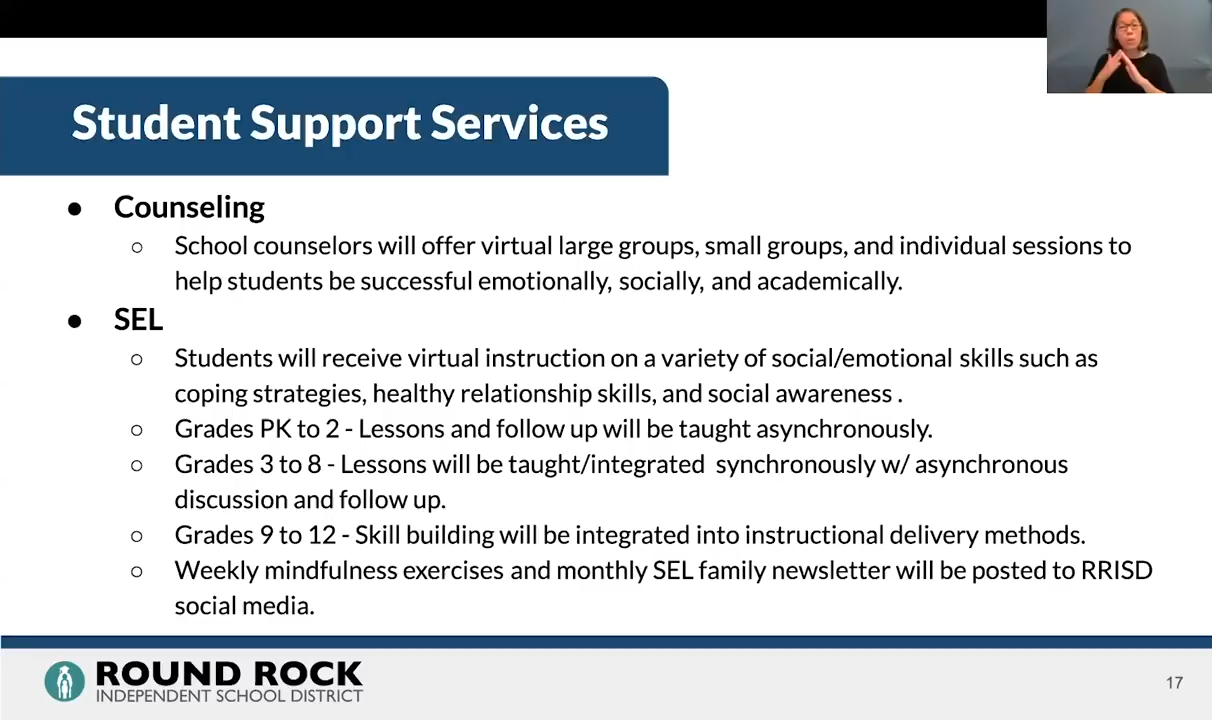 Student Support Services
● Counseling
○ School counselors will offer virtual large groups, small groups, and individual sessions to
help students be successful emotionally, socially, and academically.
● SEL
○ Students will receive virtual instruction on a variety of social/emotional skills such as
coping strategies, healthy relationship skills, and social awareness .
○ Grades PK to 2 - Lessons and follow up will be taught asynchronously.
○ Grades 3 to 8 - Lessons will be taught/integrated  synchronously w/ asynchronous
discussion and follow up.
○ Grades 9 to 12 - Skill building will be integrated into instructional delivery methods.
○ Weekly mindfulness exercises and monthly SEL family newsletter will be posted to RRISD
social media.
ROUND ROCK
INDEPENDENT SCHOOL DISTRICT
17